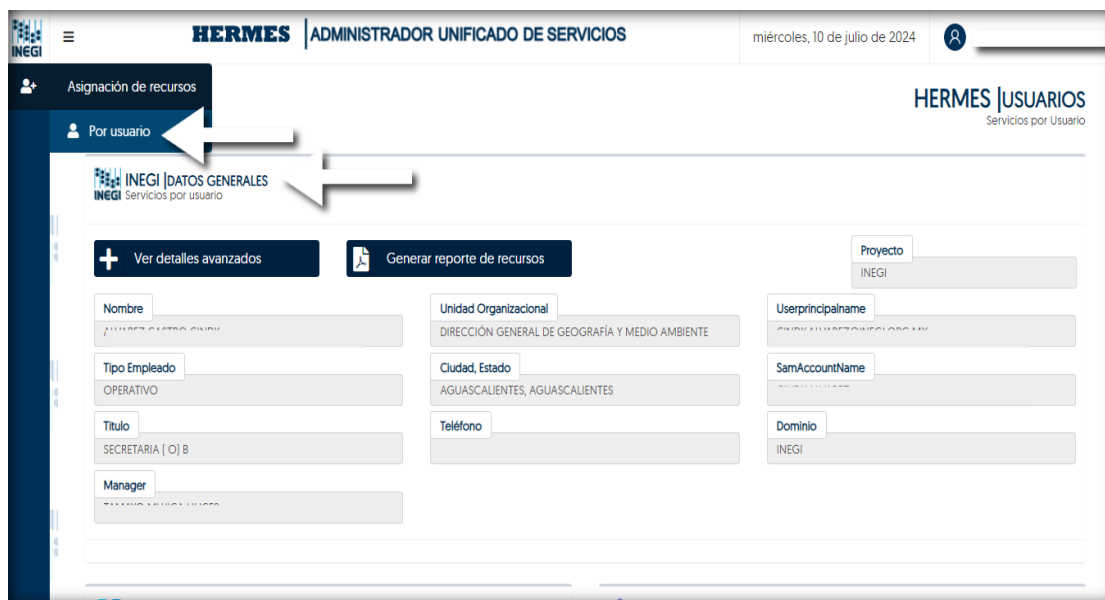 INEGI
HERMES | ADMINISTRADOR UNIFICADO DE SERVICIOS
miércoles, 10 de julio de 2024
Asignación de recursos
Por usuario
HERMES |USUARIOS
Servicios por Usuario
INEGI
INEGI |DATOS GENERALES
Servicios por usuario
Ver detalles avanzados
Generar reporte de recursos
Proyecto
INEGI
Nombre
Unidad Organizacional
DIRECCIÓN GENERAL DE GEOGRAFÍA Y MEDIO AMBIENTE
Userprincipalname
Tipo Empleado
OPERATIVO
Ciudad, Estado
AGUASCALIENTES, AGUASCALIENTES
SamAccountName
Titulo
SECRETARIA [ O] B
Teléfono
Dominio
INEGI
Manager